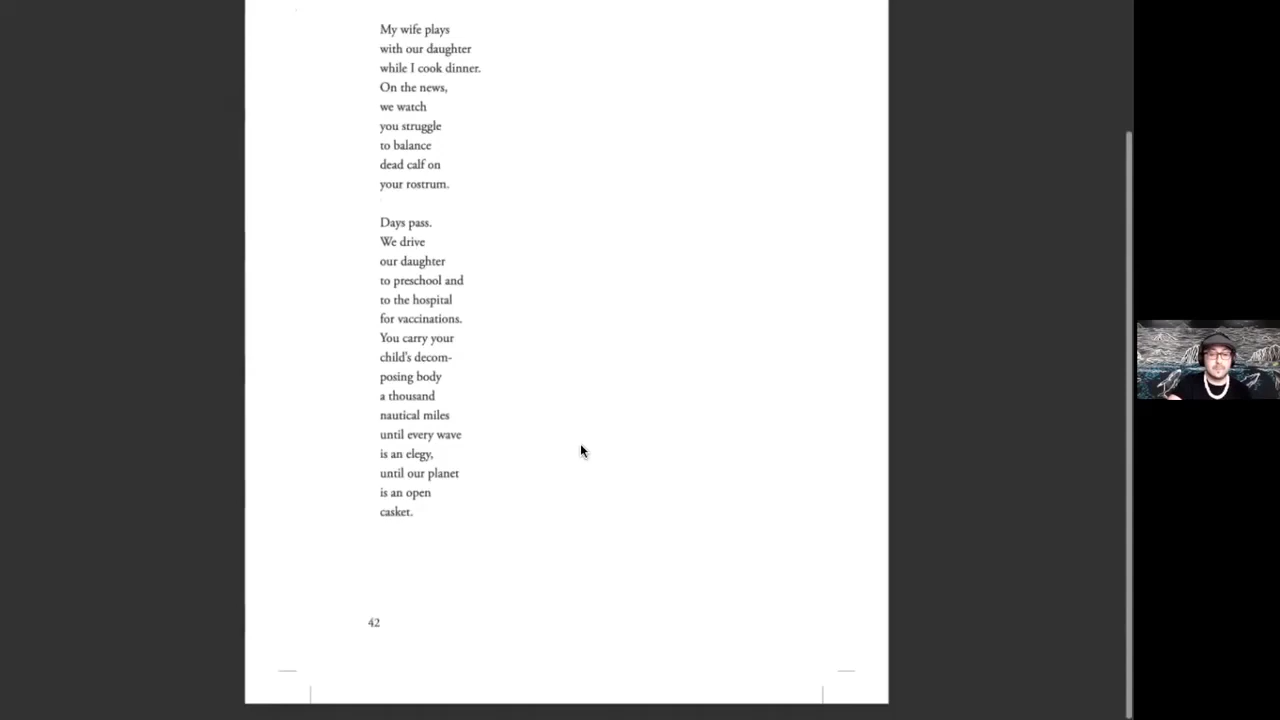 My wife plays
with our daughter
while I cook dinner.
On the news,
we watch
you struggle
to balance
dead calf on
your rostrum.
Days pass.
We drive
our daughter
to preschool and
to the hospital
for vaccinations.
You carry your
child's decom-
posing body
a thousand
nautical miles
until every wave
is an elegy,
until our planet
is an open
casket.
42